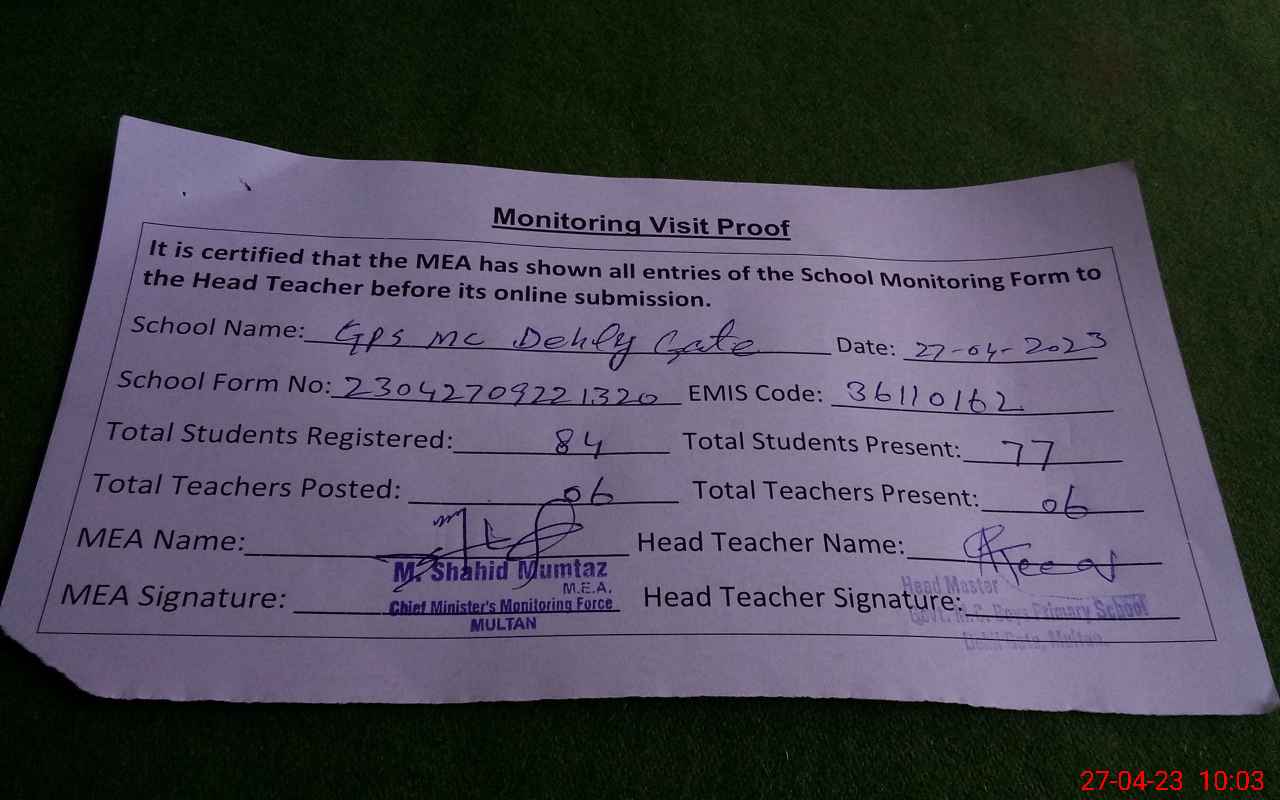 Monitoring Visit Proof
It is certified that the MEA has shown all entries of the School Monitoring Form to
the Head Teacher before its online submission.
School Name: GPS MC Dehly Gate Date: 27-04-2023
School Form No: 23042709221320 EMIS Code: 36110162
Total Students Registered: 84 Total Students Present: 77
Total Teachers Posted: 06 Total Teachers Present: 06
MEA Name: Head Teacher Name:
M. Shahid Mumtaz
M.E.A.
Chief Minister's Monitoring Force
MULTAN
MEA Signature: Head Teacher Signature:
Head Master
Govt. M.C. Boys Primary School
Dehli Gate, Multan
27-04-23 10:03